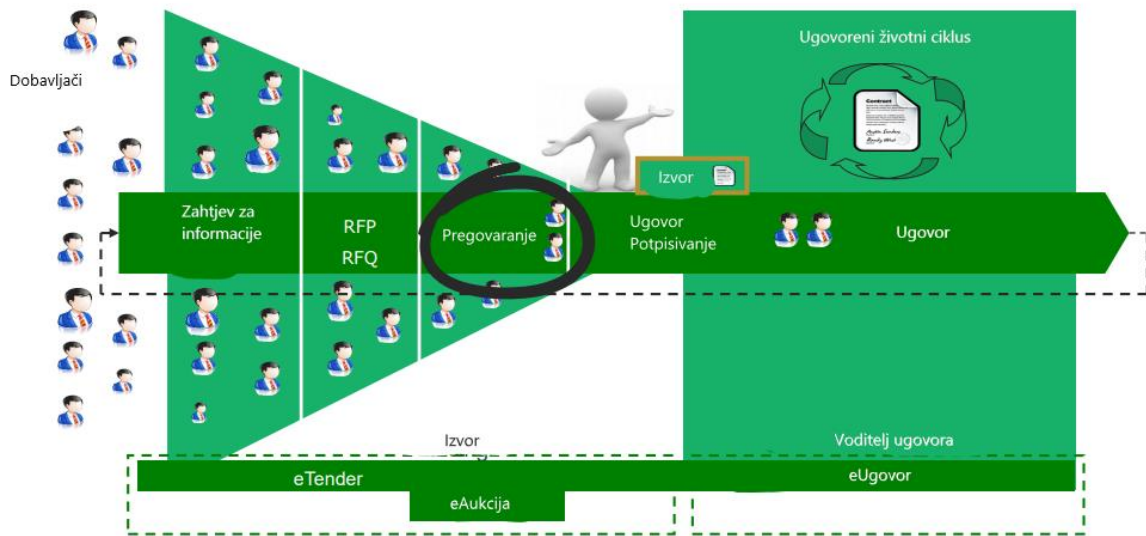 Dobavljači
Ugovoreni životni ciklus
Contract
Izvor
Zahtjev za
informacije
RFP
RFQ
Pregovaranje
Ugovor
Potpisivanje
Ugovor
Izvor
Voditelj ugovora
eTender
eUgovor
eAukcija